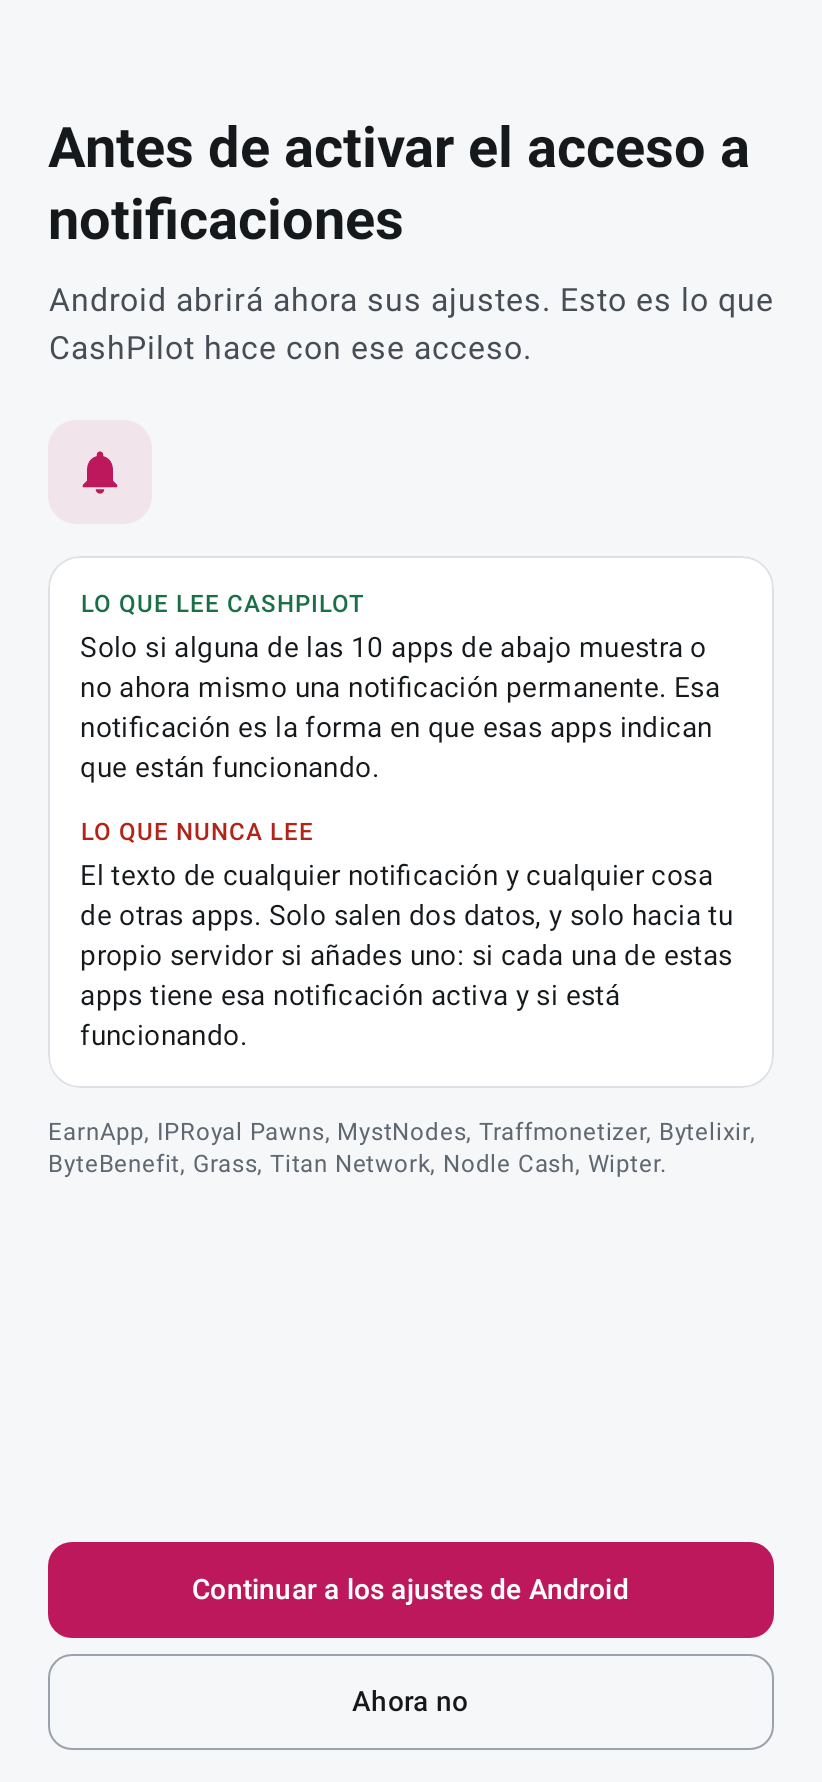 Antes de activar el acceso a
notificaciones
Android abrirá ahora sus ajustes. Esto es lo que
CashPilot hace con ese acceso.
LO QUE LEE CASHPILOT
Solo si alguna de las 10 apps de abajo muestra o
no ahora mismo una notificación permanente. Esa
notificación es la forma en que esas apps indican
que están funcionando.
LO QUE NUNCA LEE
El texto de cualquier notificación y cualquier cosa
de otras apps. Solo salen dos datos, y solo hacia tu
propio servidor si añades uno: si cada una de estas
apps tiene esa notificación activa y si está
funcionando.
EarnApp, IPRoyal Pawns, MystNodes, Traffmonetizer, Bytelixir,
ByteBenefit, Grass, Titan Network, Nodle Cash, Wipter.
Continuar a los ajustes de Android
Ahora no